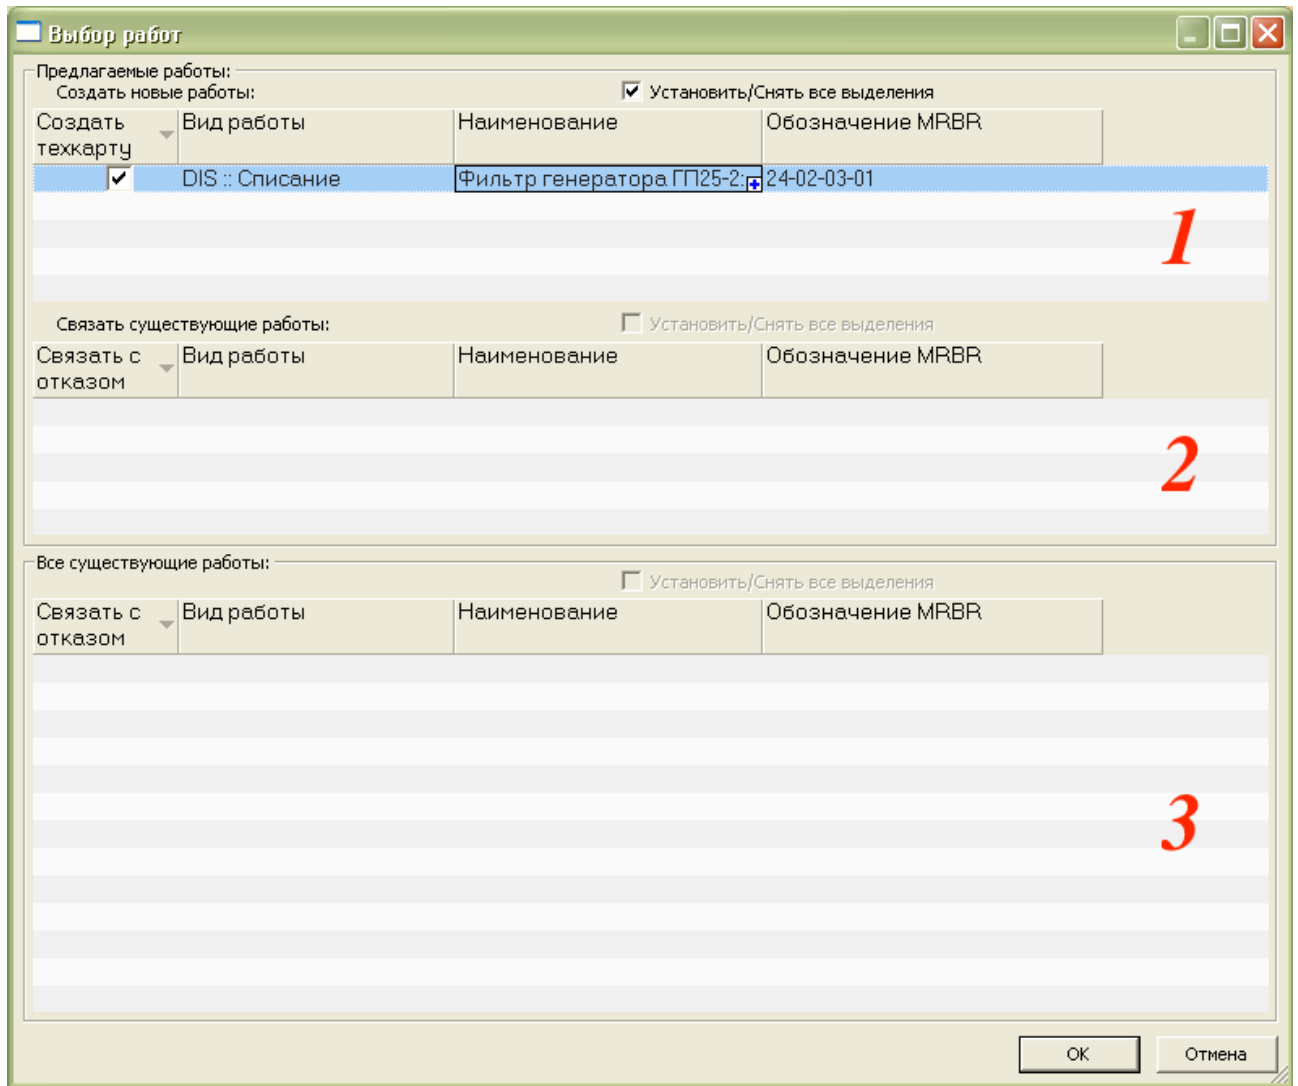 Выбор работ
Предлагаемые работы:
Создать новые работы: Установить/Снять все выделения
Создать техкарту Вид работы Наименование Обозначение MRBR
DIS :: Списание Фильтр генератора ГП25-2: 24-02-03-01
1
Связать существующие работы: Установить/Снять все выделения
Связать с отказом Вид работы Наименование Обозначение MRBR
2
Все существующие работы:
Установить/Снять все выделения
Связать с отказом Вид работы Наименование Обозначение MRBR
3
OK Отмена